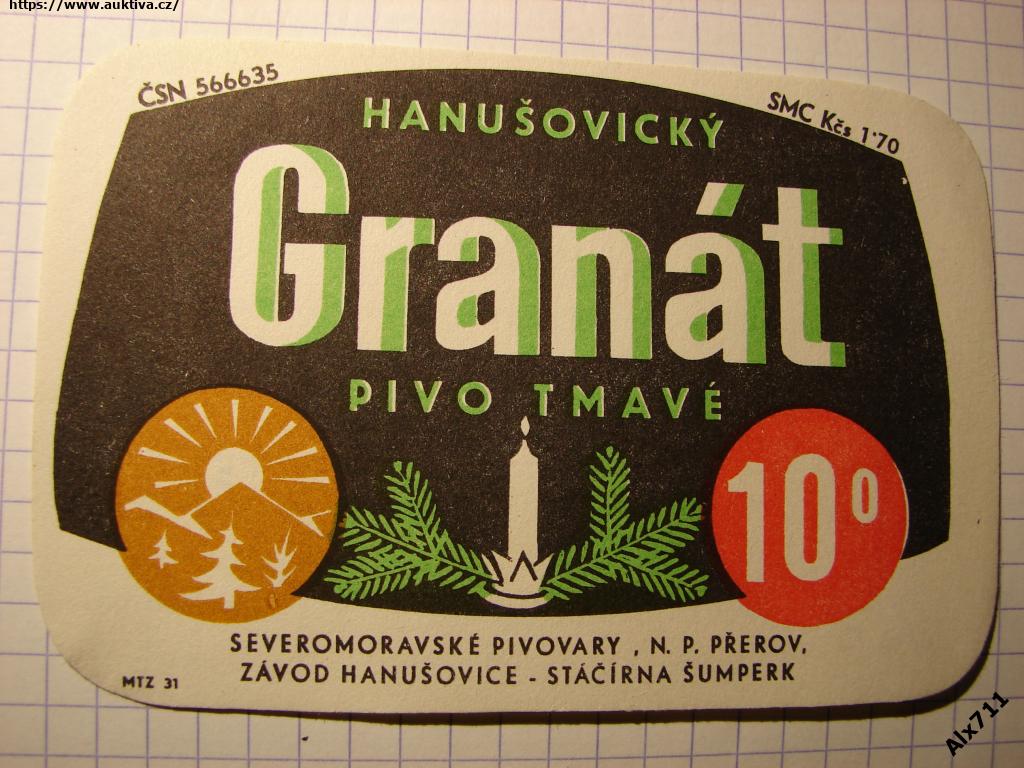 https://www.auktiva.cz/
ČSN 566635
SMC Kčs 1·70
HANUŠOVICKÝ
Granát
PIVO TMAVÉ
10⁰
SEVEROMORAVSKÉ PIVOVARY , N. P. PŘEROV,
ZÁVOD HANUŠOVICE - STÁČÍRNA ŠUMPERK
MTZ 31
Alx711